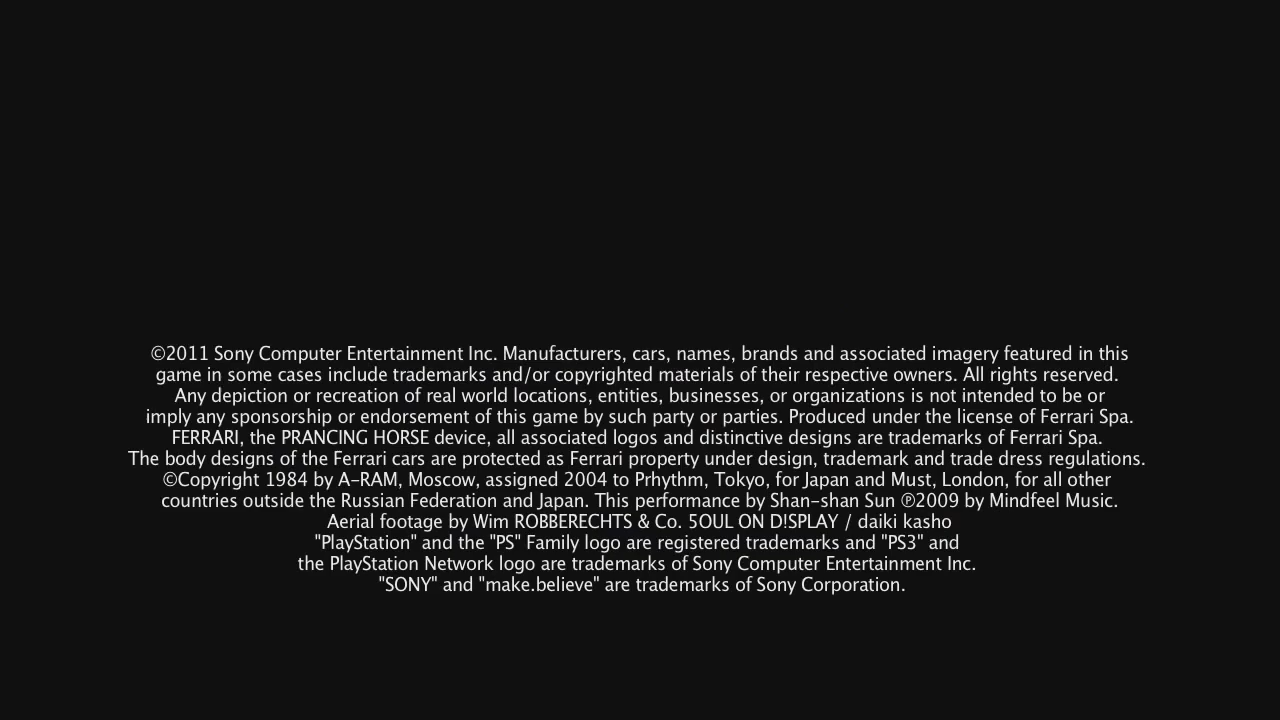 ©2011 Sony Computer Entertainment Inc. Manufacturers, cars, names, brands and associated imagery featured in this
game in some cases include trademarks and/or copyrighted materials of their respective owners. All rights reserved.
Any depiction or recreation of real world locations, entities, businesses, or organizations is not intended to be or
imply any sponsorship or endorsement of this game by such party or parties. Produced under the license of Ferrari Spa.
FERRARI, the PRANCING HORSE device, all associated logos and distinctive designs are trademarks of Ferrari Spa.
The body designs of the Ferrari cars are protected as Ferrari property under design, trademark and trade dress regulations.
©Copyright 1984 by A-RAM, Moscow, assigned 2004 to Prhythm, Tokyo, for Japan and Must, London, for all other
countries outside the Russian Federation and Japan. This performance by Shan-shan Sun ℗2009 by Mindfeel Music.
Aerial footage by Wim ROBBERECHTS & Co. 5OUL ON D!SPLAY / daiki kasho
"PlayStation" and the "PS" Family logo are registered trademarks and "PS3" and
the PlayStation Network logo are trademarks of Sony Computer Entertainment Inc.
"SONY" and "make.believe" are trademarks of Sony Corporation.